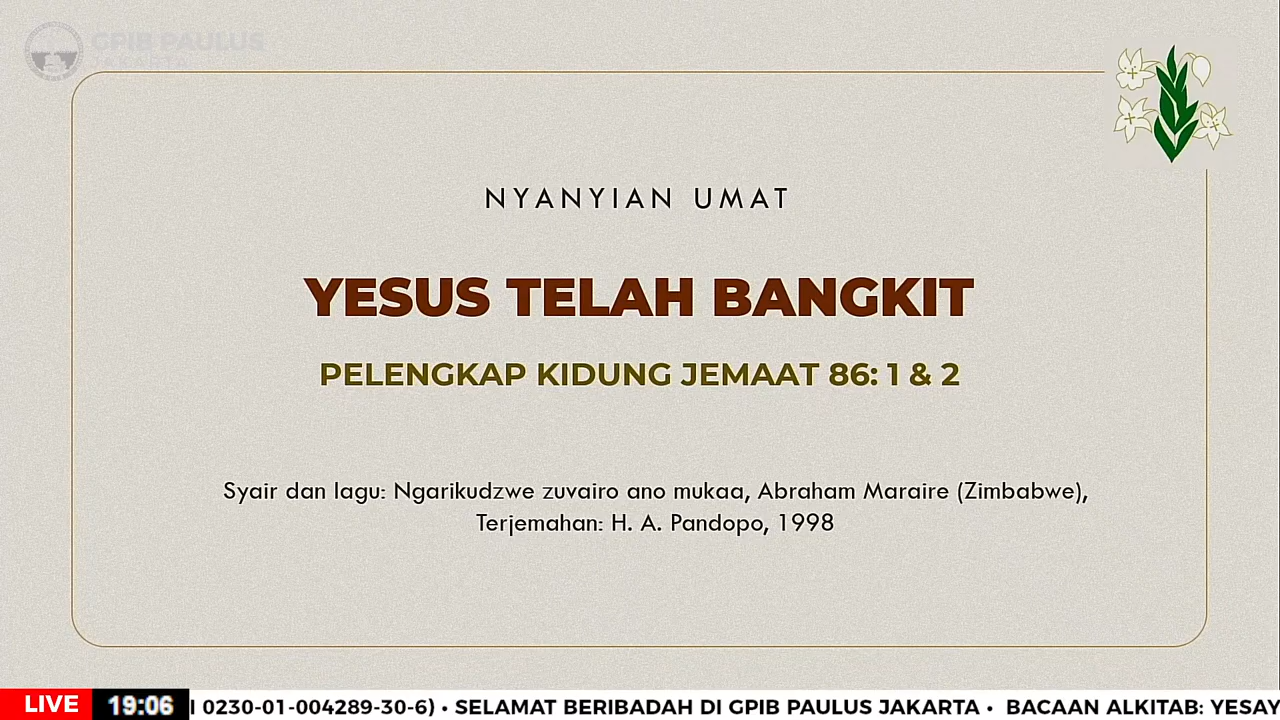 GPIB PAULUS
JAKARTA
NYANYIAN UMAT
YESUS TELAH BANGKIT
PELENGKAP KIDUNG JEMAAT 86: 1 & 2
Syair dan lagu: Ngarikudzwe zuvairo ano mukaa, Abraham Maraire (Zimbabwe),
Terjemahan: H. A. Pandopo, 1998
LIVE 19:06 0230-01-004289-30-6) • SELAMAT BERIBADAH DI GPIB PAULUS JAKARTA • BACAAN ALKITAB: YESAY